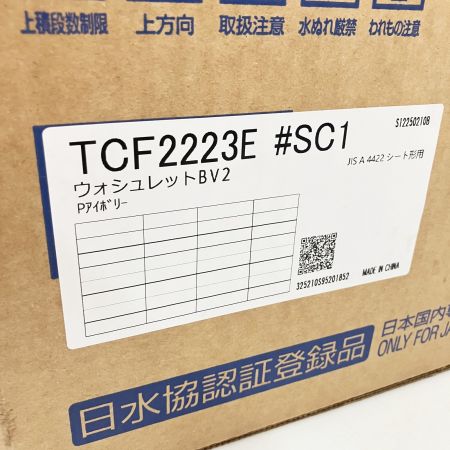 上積段数制限 上方向 取扱注意 水ぬれ厳禁 われもの注意
TCF2223E #SC1
S12250210B
ウォシュレットBV2
JIS A 4422 シート形用
Pアイボリー
325210S95201852
MADE IN CHINA
日本国内専
ONLY FOR JA
日水協認証登録品